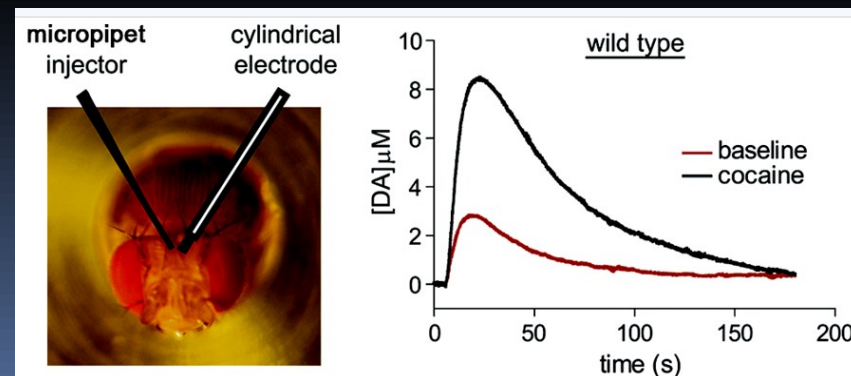 micropipet
injector
cylindrical
electrode
wild type
baseline
cocaine
[DA]µM
10
8
6
4
2
0
0
50
100
150
200
time (s)